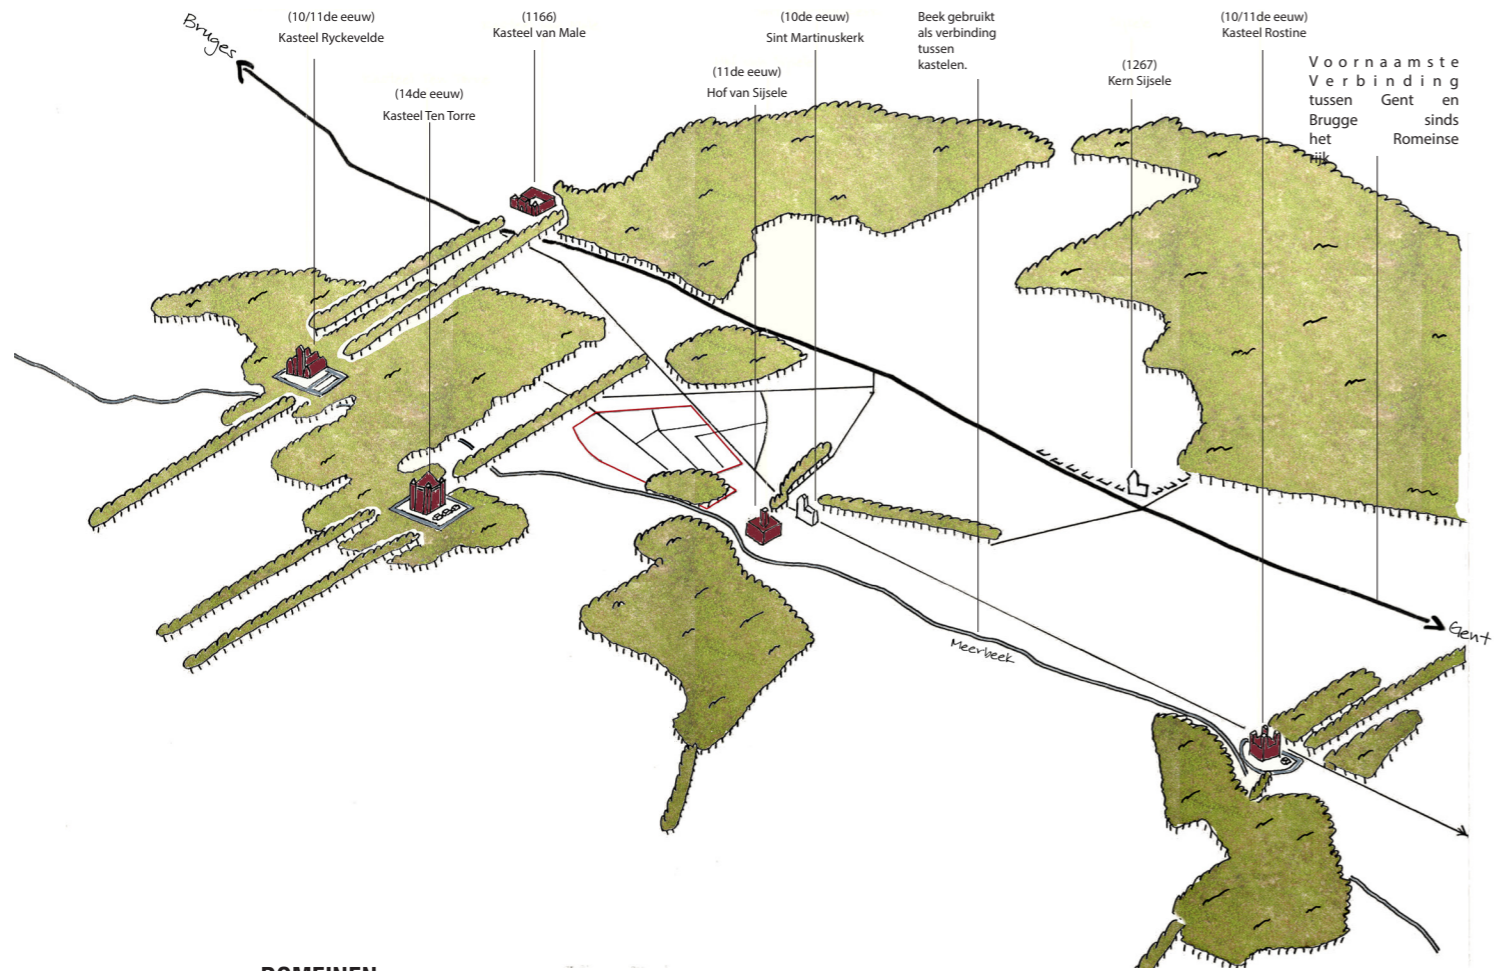 (10/11de eeuw)
Kasteel Ryckevelde
(1166)
Kasteel van Male
(10de eeuw)
Sint Martinuskerk
Beek gebruikt
als verbinding
tussen
kastelen.
(10/11de eeuw)
Kasteel Rostine
Bruges
(14de eeuw)
Kasteel Ten Torre
(11de eeuw)
Hof van Sijsele
(1267)
Kern Sijsele
Voornaamste
Verbinding
tussen Gent en
Brugge sinds
het Romeinse
rijk
Gent
Meerbeek
DOMEINEN